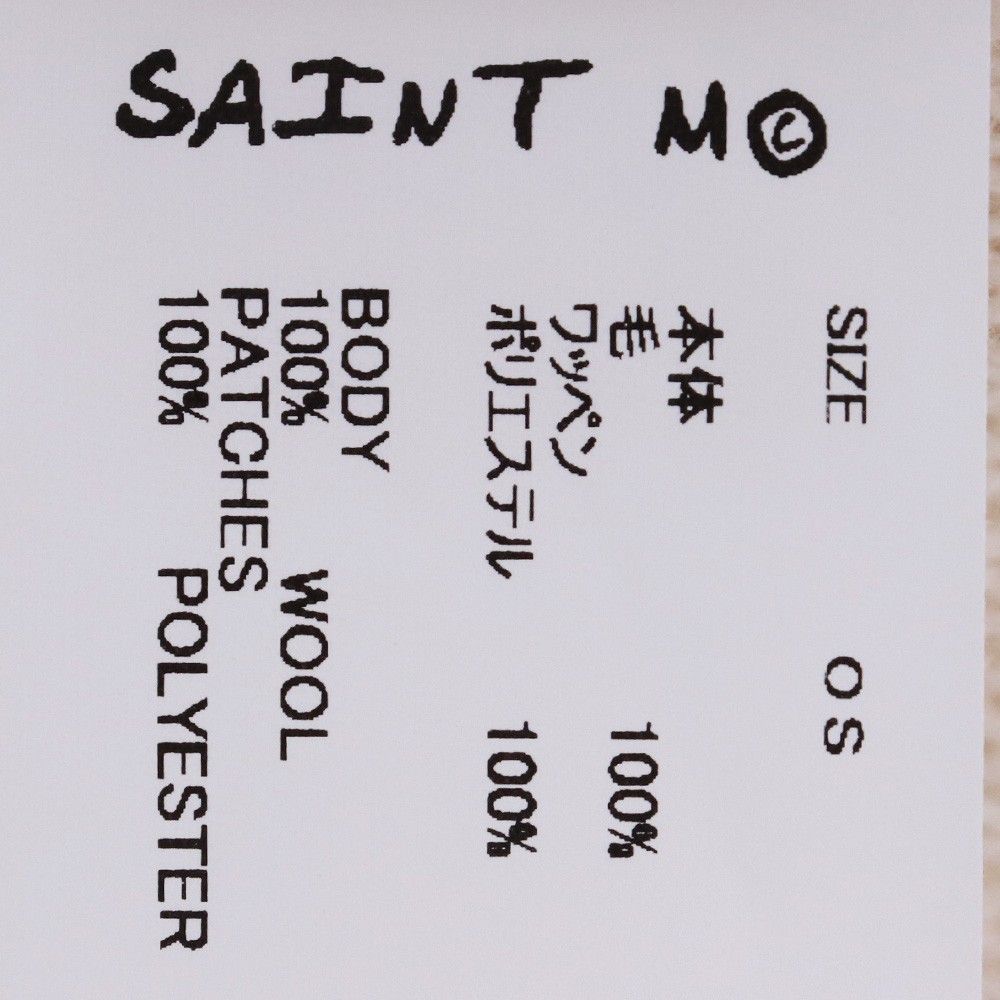 SAINT M©
SIZE OS
本体
毛 100%
ワッペン
ポリエステル 100%
BODY
100% WOOL
PATCHES
100% POLYESTER